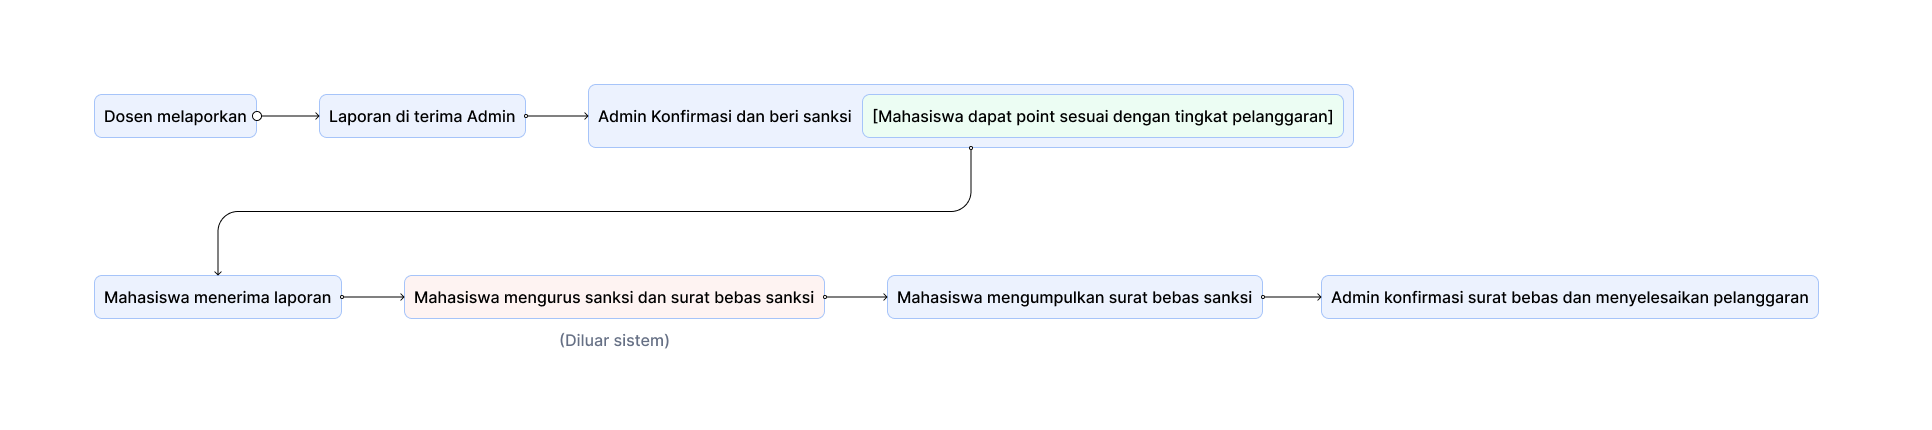 Dosen melaporkan
Laporan di terima Admin
Admin Konfirmasi dan beri sanksi
[Mahasiswa dapat point sesuai dengan tingkat pelanggaran]
Mahasiswa menerima laporan
Mahasiswa mengurus sanksi dan surat bebas sanksi
(Diluar sistem)
Mahasiswa mengumpulkan surat bebas sanksi
Admin konfirmasi surat bebas dan menyelesaikan pelanggaran